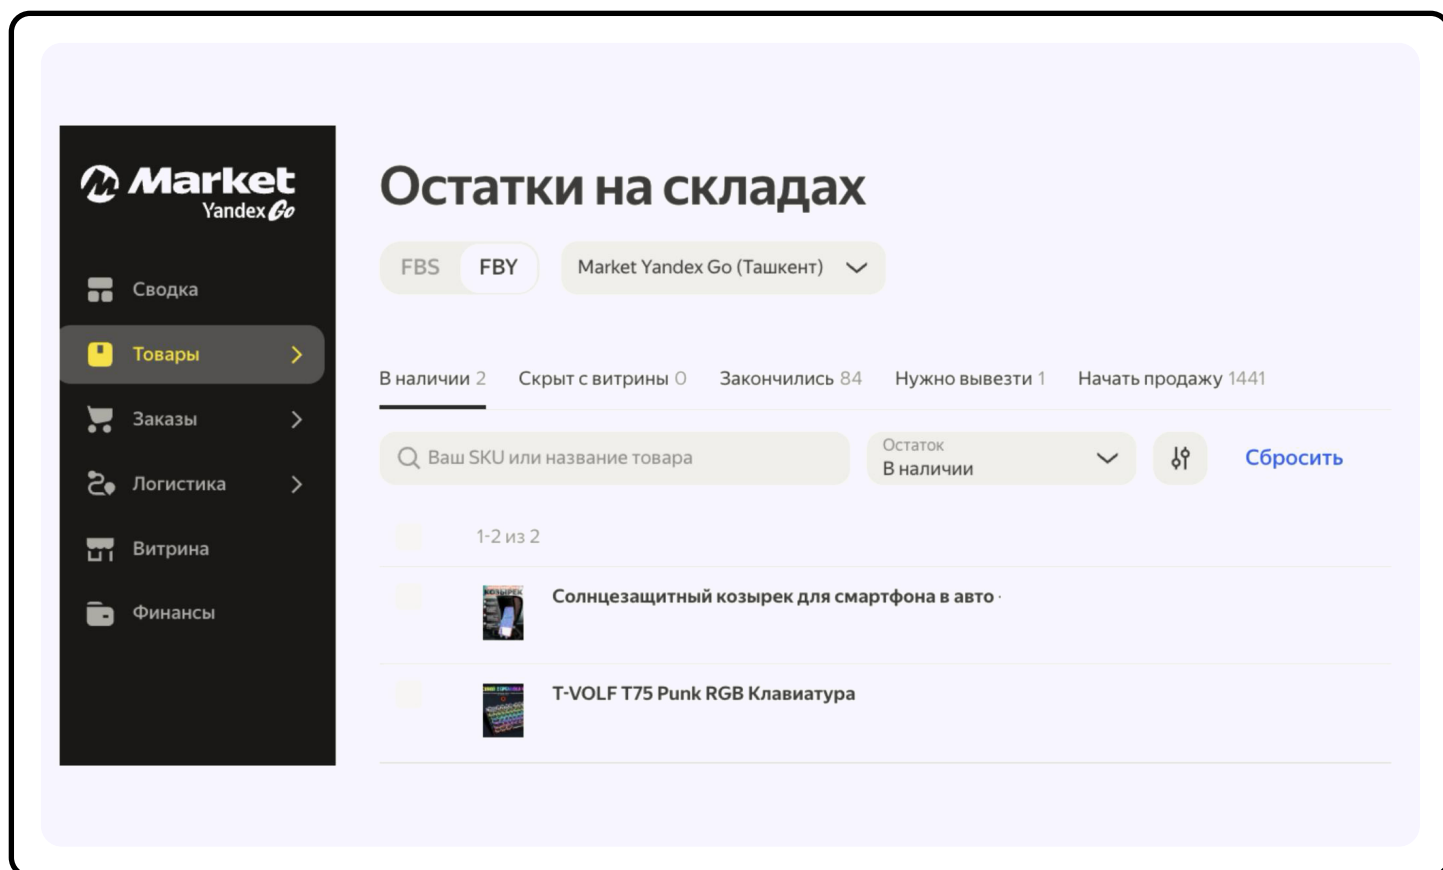 Market
Yandex Go
Сводка
Товары
Заказы
Логистика
Витрина
Финансы
Остатки на складах
FBS FBY Market Yandex Go (Ташкент)
В наличии 2 Скрыт с витрины 0 Закончились 84 Нужно вывезти 1 Начать продажу 1441
Ваш SKU или название товара
Остаток
В наличии
Сбросить
1-2 из 2
КОЗЫРЕК
Солнцезащитный козырек для смартфона в авто ·
T-VOLF T75 Punk RGB Клавиатура